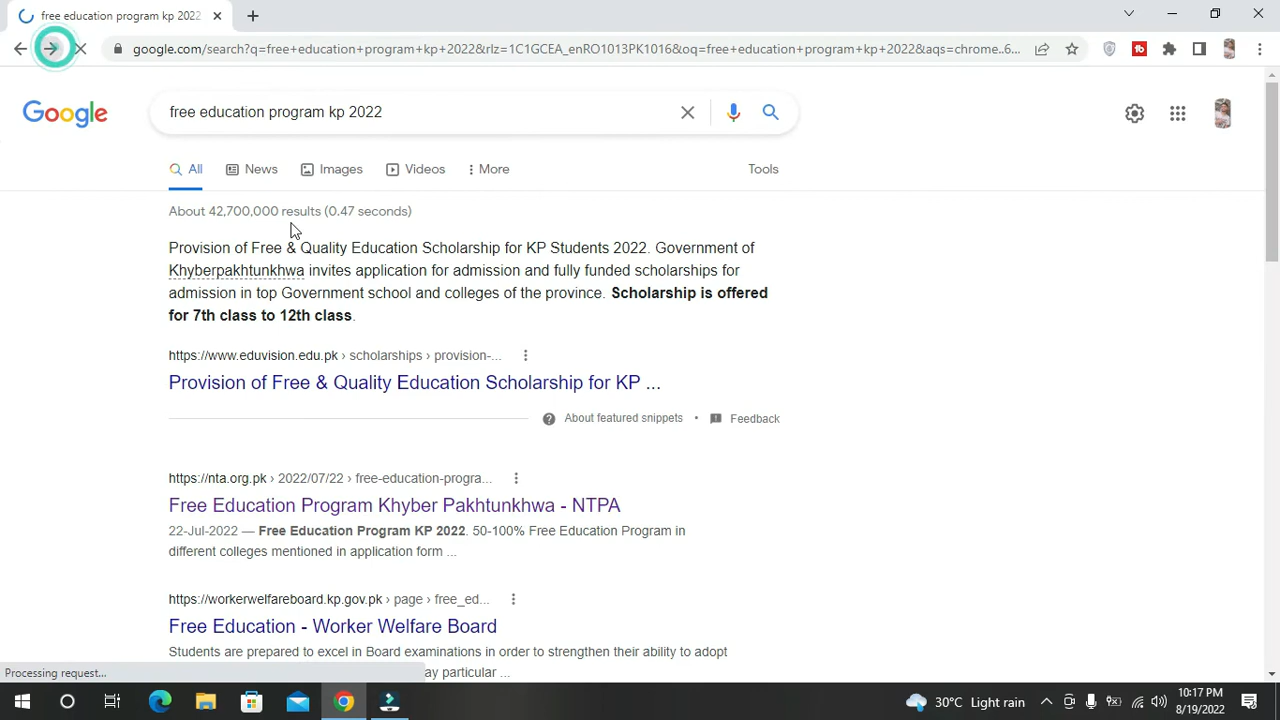 free education program kp 2022
google.com/search?q=free+education+program+kp+2022&rlz=1C1GCEA_enRO1013PK1016&oq=free+education+program+kp+2022&aqs=chrome..6...
Google
free education program kp 2022
All
News
Images
Videos
More
Tools
About 42,700,000 results (0.47 seconds)
Provision of Free & Quality Education Scholarship for KP Students 2022. Government of
Khyberpakhtunkhwa invites application for admission and fully funded scholarships for
admission in top Government school and colleges of the province. Scholarship is offered
for 7th class to 12th class.
https://www.eduvision.edu.pk › scholarships › provision-...
Provision of Free & Quality Education Scholarship for KP ...
About featured snippets • Feedback
https://nta.org.pk › 2022/07/22 › free-education-progra...
Free Education Program Khyber Pakhtunkhwa - NTPA
22-Jul-2022 — Free Education Program KP 2022. 50-100% Free Education Program in
different colleges mentioned in application form ...
https://workerwelfareboard.kp.gov.pk › page › free_ed...
Free Education - Worker Welfare Board
Students are prepared to excel in Board examinations in order to strengthen their ability to adopt
Processing request...
ay particular ...
30°C Light rain
10:17 PM
8/19/2022